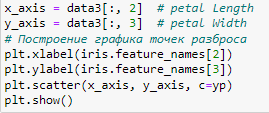 x_axis = data3[:, 2]  # petal Length
y_axis = data3[:, 3]  # petal Width
# Построение графика точек разброса
plt.xlabel(iris.feature_names[2])
plt.ylabel(iris.feature_names[3])
plt.scatter(x_axis, y_axis, c=yp)
plt.show()